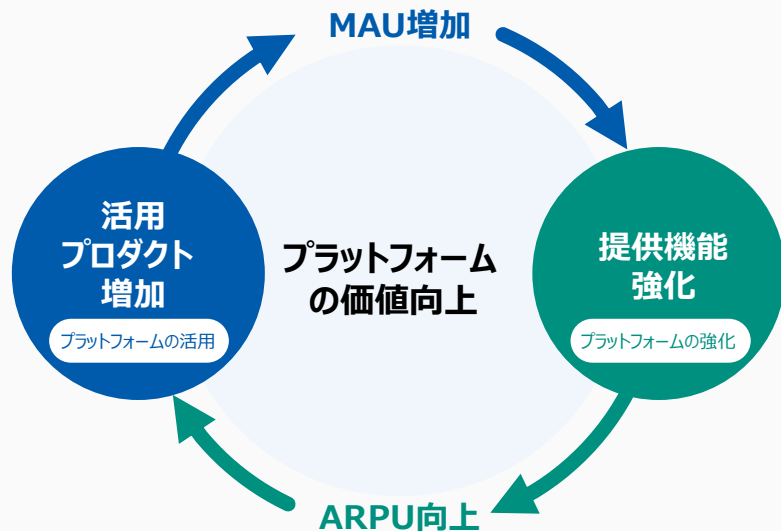 MAU増加
活用
プロダクト
増加
プラットフォームの活用
プラットフォーム
の価値向上
提供機能
強化
プラットフォームの強化
ARPU向上